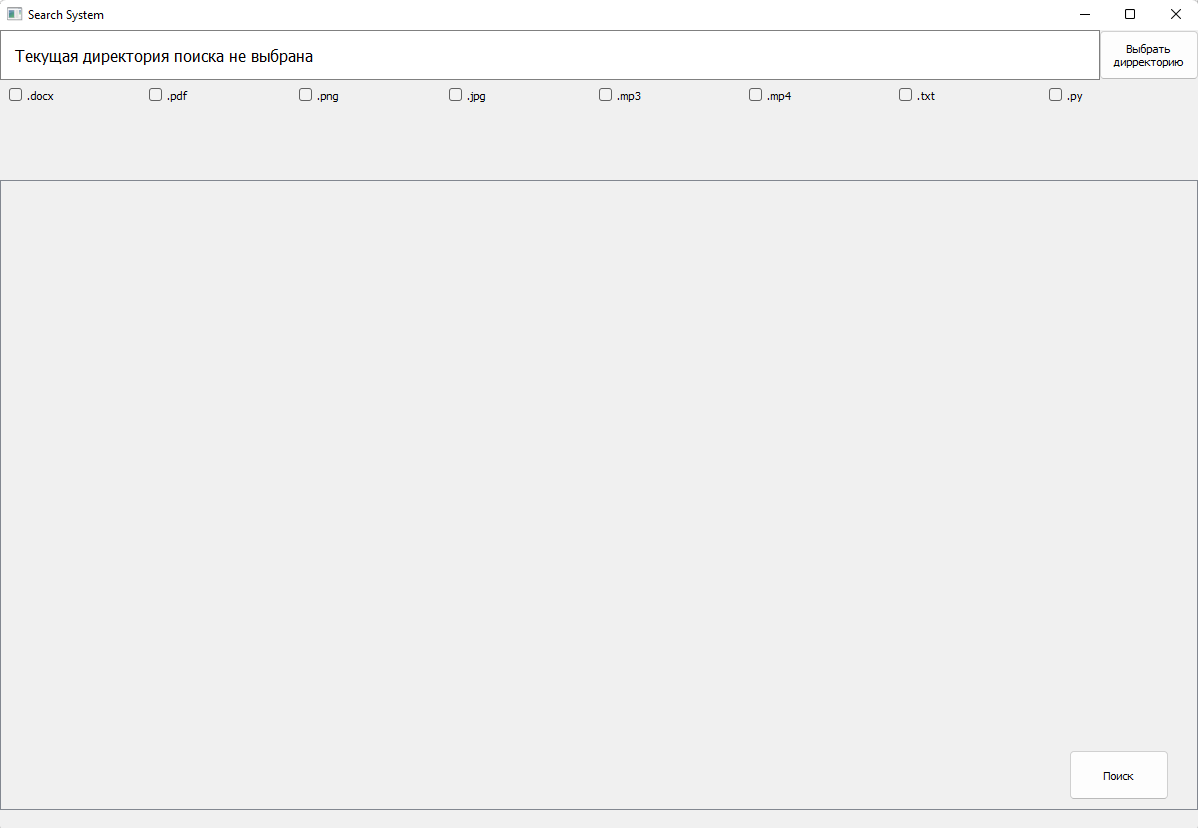 Search System
Текущая директория поиска не выбрана
Выбрать
дирректорию
.docx
.pdf
.png
.jpg
.mp3
.mp4
.txt
.py
Поиск